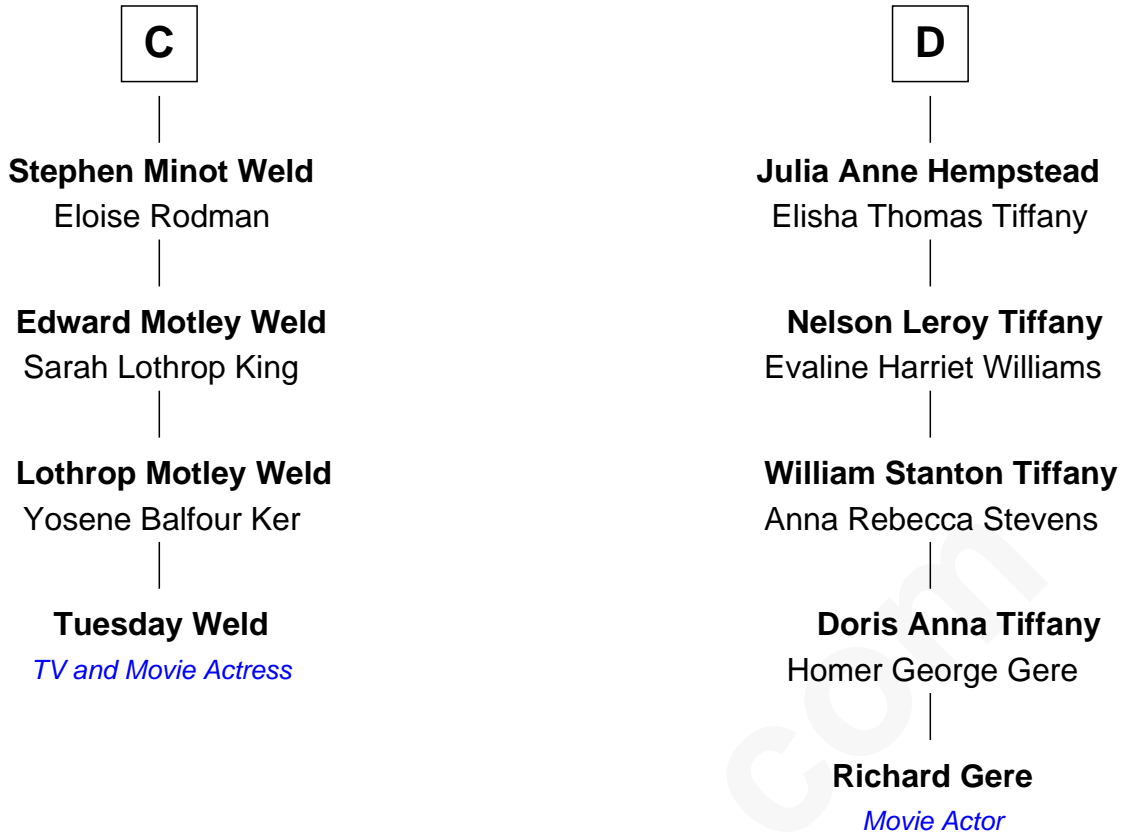 C
Stephen Minot Weld
Eloise Rodman
Edward Motley Weld
Sarah Lothrop King
Lothrop Motley Weld
Yosene Balfour Ker
Tuesday Weld
TV and Movie Actress
D
Julia Anne Hempstead
Elisha Thomas Tiffany
Nelson Leroy Tiffany
Evaline Harriet Williams
William Stanton Tiffany
Anna Rebecca Stevens
Doris Anna Tiffany
Homer George Gere
Richard Gere
Movie Actor
com